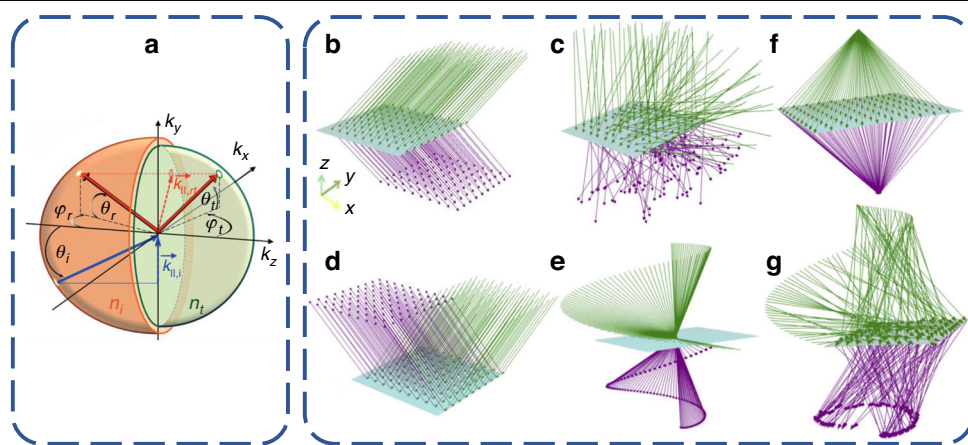 a
k_y
k_x
k_||,rt
θ_t
φ_r
θ_r
φ_t
θ_i
k_z
k_||,i
n_i
n_t
b
c
f
z
y
x
d
e
g